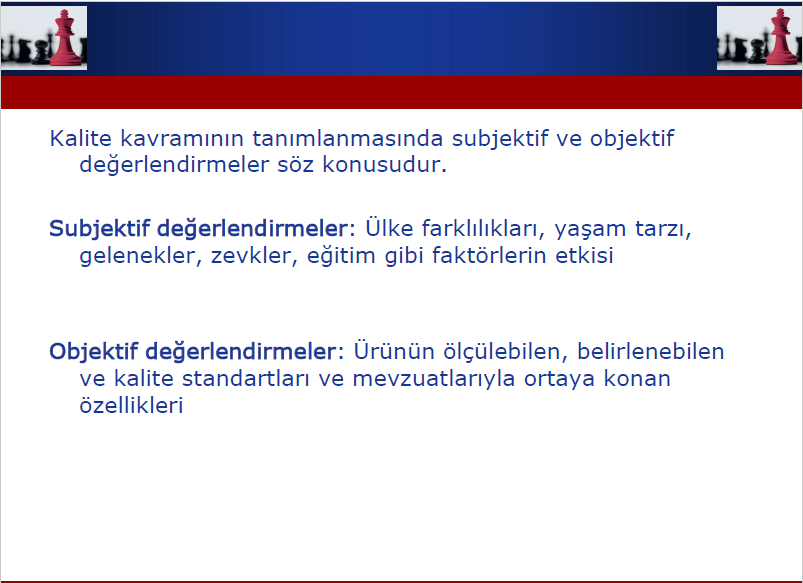 Kalite kavramının tanımlanmasında subjektif ve objektif
değerlendirmeler söz konusudur.
Subjektif değerlendirmeler: Ülke farklılıkları, yaşam tarzı,
gelenekler, zevkler, eğitim gibi faktörlerin etkisi
Objektif değerlendirmeler: Ürünün ölçülebilen, belirlenebilen
ve kalite standartları ve mevzuatlarıyla ortaya konan
özellikleri